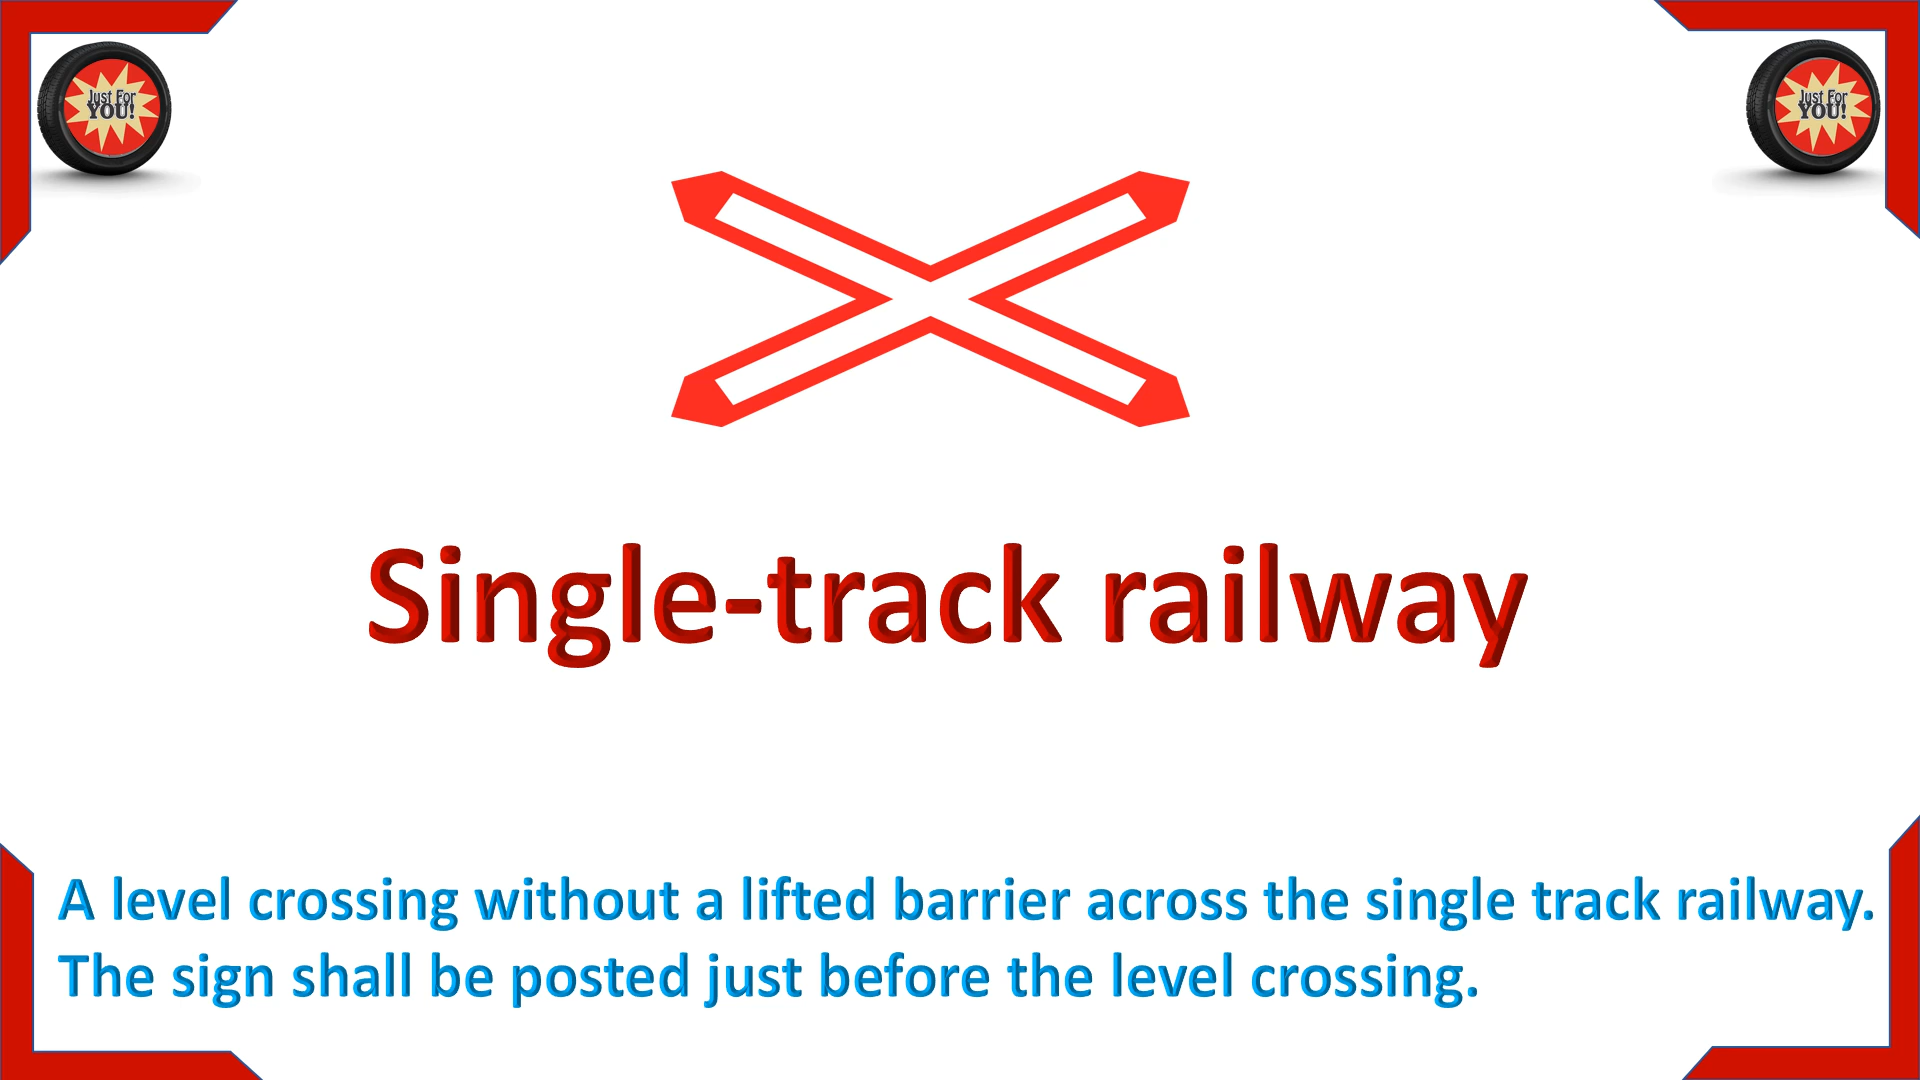 Just For
YOU!
Just For
YOU!
Single-track railway
A level crossing without a lifted barrier across the single track railway.
The sign shall be posted just before the level crossing.